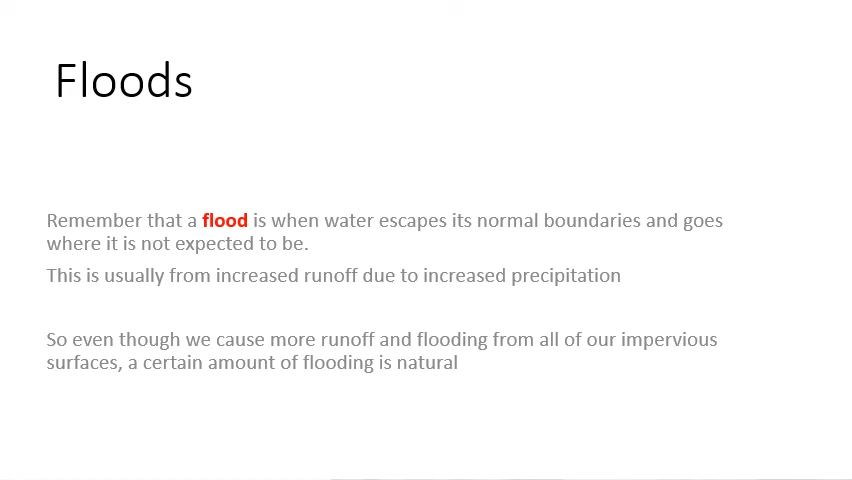 Floods
Remember that a flood is when water escapes its normal boundaries and goes
where it is not expected to be.
This is usually from increased runoff due to increased precipitation
So even though we cause more runoff and flooding from all of our impervious
surfaces, a certain amount of flooding is natural